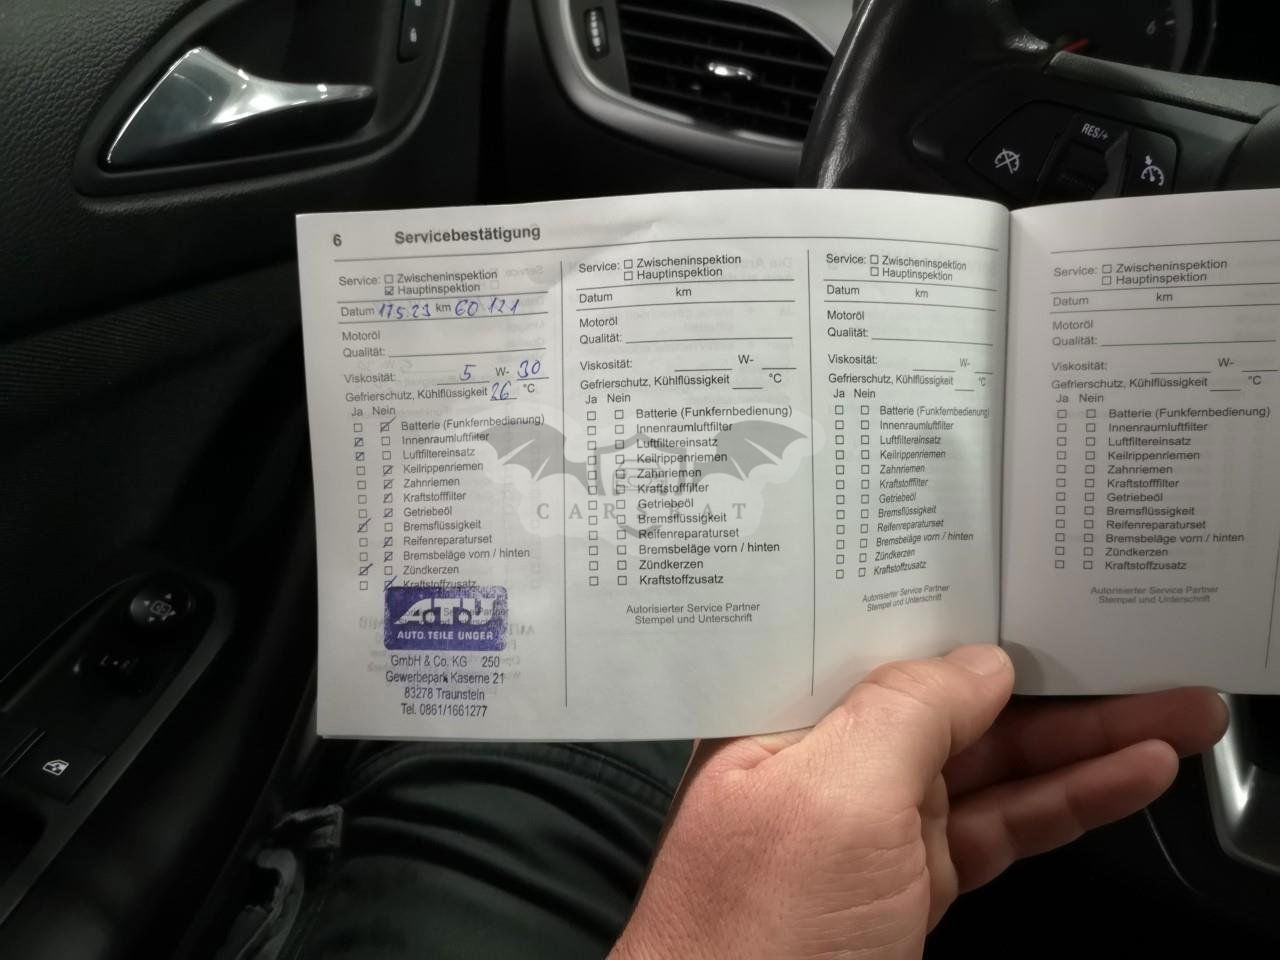 6 Servicebestätigung
Service: Zwischeninspektion
Hauptinspektion
Datum 17.5.23 km 60 121
Motoröl
Qualität:
Viskosität: 5 W- 30
Gefrierschutz, Kühlflüssigkeit 26 °C
Ja Nein
Batterie (Funkfernbedienung)
Innenraumluftfilter
Luftfiltereinsatz
Keilrippenriemen
Zahnriemen
Kraftstofffilter
Getriebeöl
Bremsflüssigkeit
Reifenreparaturset
Bremsbeläge vorn / hinten
Zündkerzen
Kraftstoffzusatz
AUTO.TEILE UNGER
GmbH & Co. KG 250
Gewerbepark Kaserne 21
83278 Traunstein
Tel. 0861/1661277
Service: Zwischeninspektion
Hauptinspektion
Datum km
Motoröl
Qualität:
Viskosität: W-
Gefrierschutz, Kühlflüssigkeit °C
Ja Nein
Batterie (Funkfernbedienung)
Innenraumluftfilter
Luftfiltereinsatz
Keilrippenriemen
Zahnriemen
Kraftstofffilter
Getriebeöl
Bremsflüssigkeit
Reifenreparaturset
Bremsbeläge vorn / hinten
Zündkerzen
Kraftstoffzusatz
Autorisierter Service Partner
Stempel und Unterschrift
Service: Zwischeninspektion
Hauptinspektion
Datum km
Motoröl
Qualität:
Viskosität: W-
Gefrierschutz, Kühlflüssigkeit °C
Ja Nein
Batterie (Funkfernbedienung)
Innenraumluftfilter
Luftfiltereinsatz
Keilrippenriemen
Zahnriemen
Kraftstofffilter
Getriebeöl
Bremsflüssigkeit
Reifenreparaturset
Bremsbeläge vorn / hinten
Zündkerzen
Kraftstoffzusatz
Autorisierter Service Partner
Stempel und Unterschrift
Service: Zwischeninspektion
Hauptinspektion
Datum km
Motoröl
Qualität:
Viskosität: W-
Gefrierschutz, Kühlflüssigkeit °C
Ja Nein
Batterie (Funkfernbedienung)
Innenraumluftfilter
Luftfiltereinsatz
Keilrippenriemen
Zahnriemen
Kraftstofffilter
Getriebeöl
Bremsflüssigkeit
Reifenreparaturset
Bremsbeläge vorn / hinten
Zündkerzen
Kraftstoffzusatz
Autorisierter Service Partner
Stempel und Unterschrift
CARSBAT
RES/+
L R
6